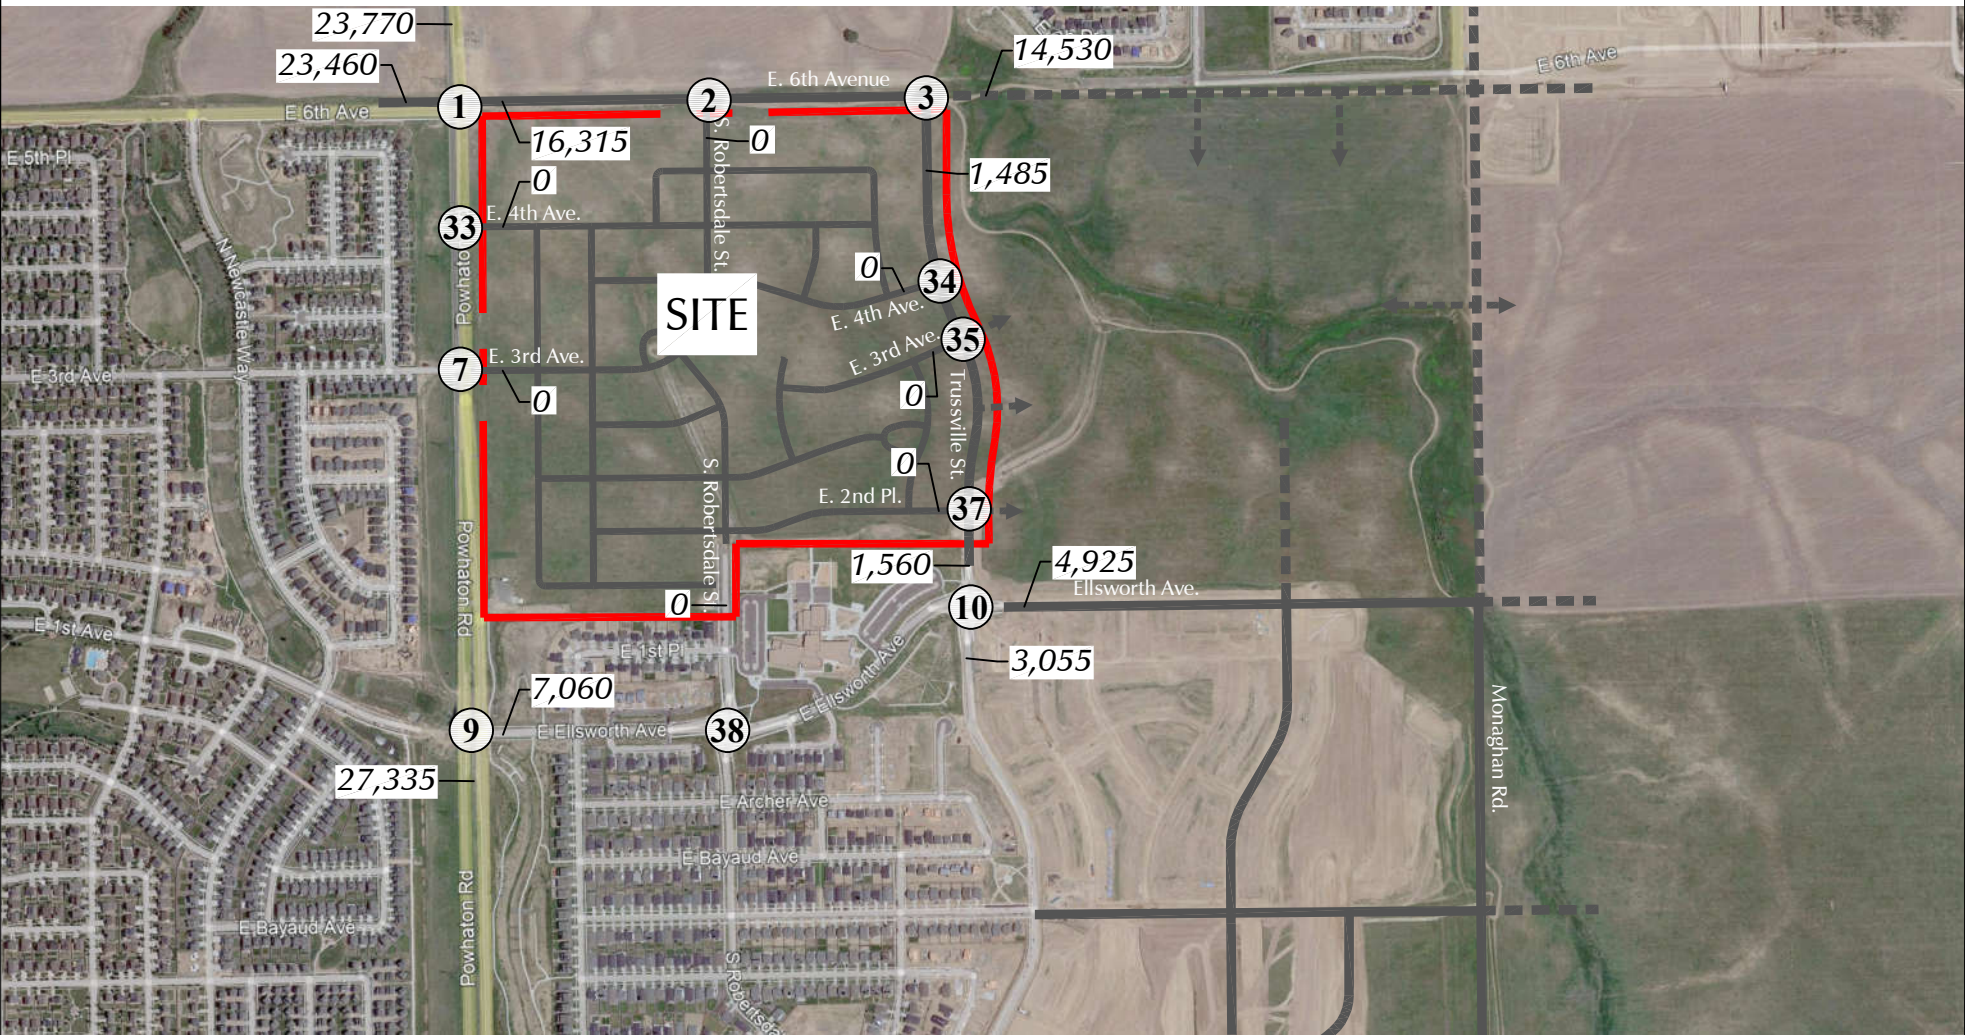 23,770
23,460
14,530
E. 6th Avenue
E 6th Ave
E 6th Ave
1
2
3
16,315
0
E 5th Pl
0
1,485
S. Robertsdale St.
E. 4th Ave.
33
N Newcastle Way
Powhato
0
34
SITE
E. 4th Ave.
35
E. 3rd Ave.
E. 3rd Ave.
7
E 3rd Ave
0
0
Trussville St.
0
S. Robertsdale S.
E. 2nd Pl.
37
Powhaton Rd
1,560
4,925
Ellsworth Ave.
0
10
E 1st Ave
E 1st Pl
3,055
E Ellsworth Ave
7,060
Monaghan Rd.
9
E Ellsworth Ave
38
27,335
E Archer Ave
E Bayaud Ave
Powhaton Rd
E Bayaud Ave
S Robertsda